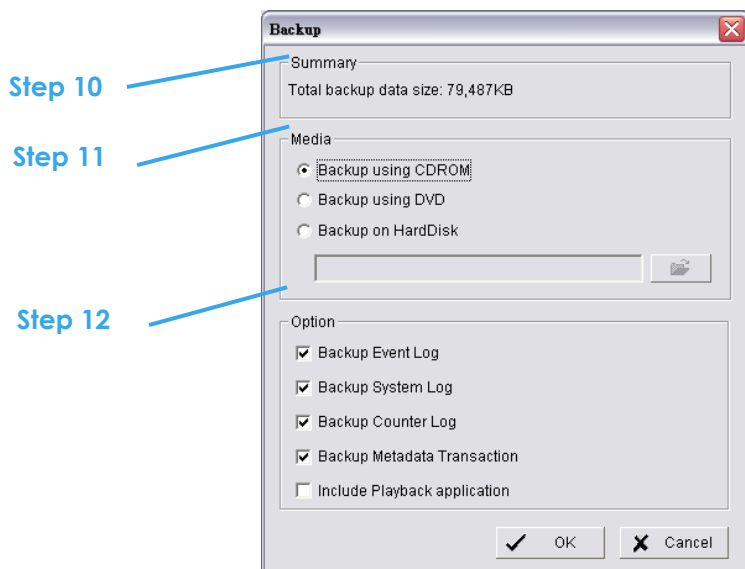 Backup
Summary
Step 10
Total backup data size: 79,487KB
Media
Step 11
Backup using CDROM
Backup using DVD
Backup on HardDisk
Step 12
Option
Backup Event Log
Backup System Log
Backup Counter Log
Backup Metadata Transaction
Include Playback application
OK
Cancel